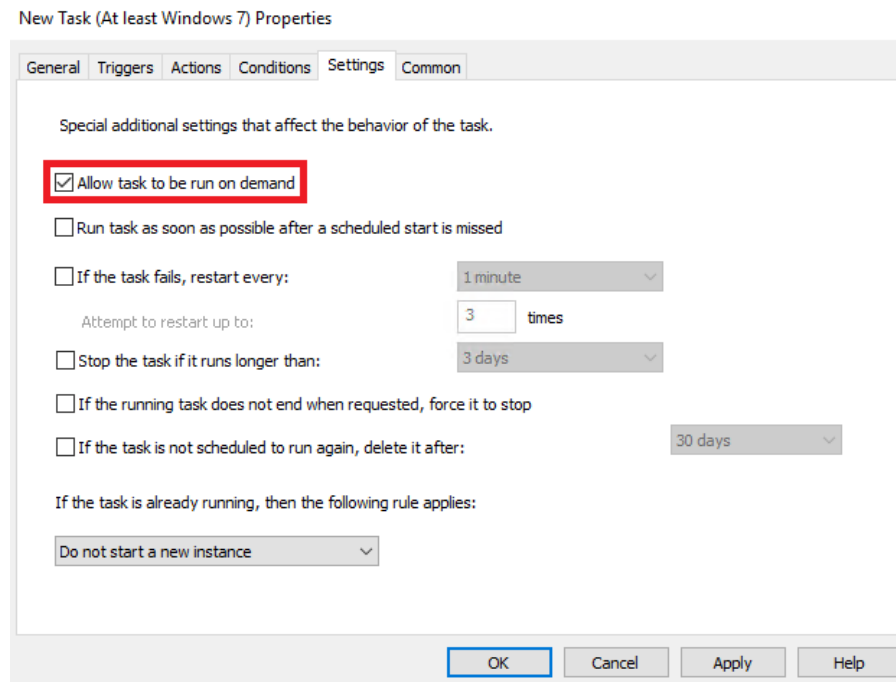 New Task (At least Windows 7) Properties
General Triggers Actions Conditions Settings Common
Special additional settings that affect the behavior of the task.
Allow task to be run on demand
Run task as soon as possible after a scheduled start is missed
If the task fails, restart every: 1 minute
Attempt to restart up to: 3 times
Stop the task if it runs longer than: 3 days
If the running task does not end when requested, force it to stop
If the task is not scheduled to run again, delete it after: 30 days
If the task is already running, then the following rule applies:
Do not start a new instance
OK Cancel Apply Help